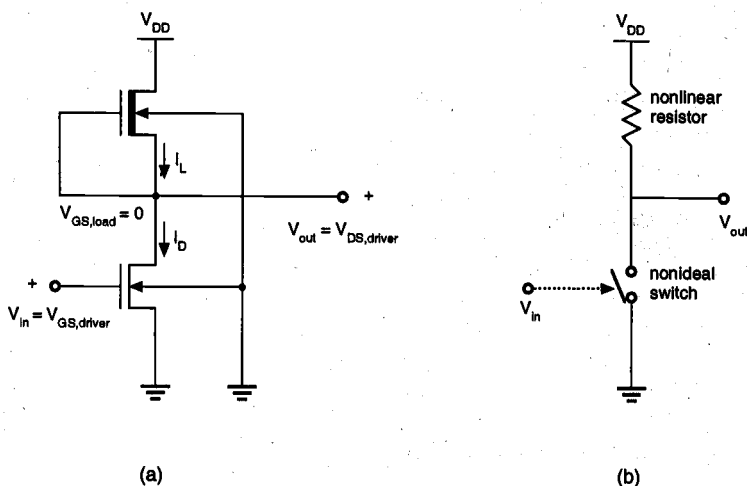 V_DD
I_L
V_GS,load = 0
+
V_out = V_DS,driver
I_D
+
V_in = V_GS,driver
(a)
V_DD
nonlinear
resistor
V_out
nonideal
switch
V_in
(b)